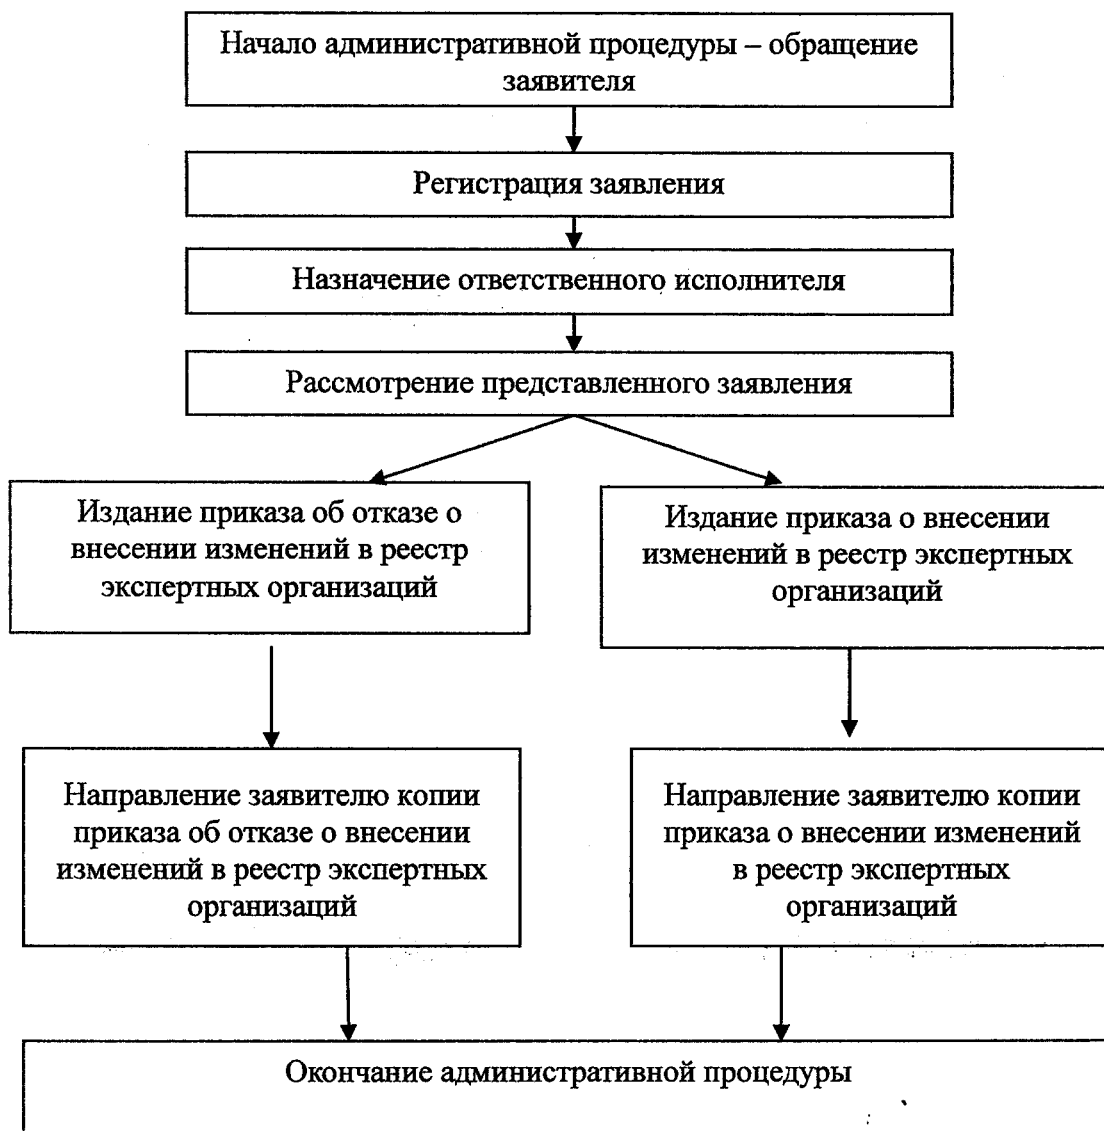 Начало административной процедуры – обращение
заявителя
Регистрация заявления
Назначение ответственного исполнителя
Рассмотрение представленного заявления
Издание приказа об отказе о
внесении изменений в реестр
экспертных организаций
Издание приказа о внесении
изменений в реестр экспертных
организаций
Направление заявителю копии
приказа об отказе о внесении
изменений в реестр экспертных
организаций
Направление заявителю копии
приказа о внесении изменений
в реестр экспертных
организаций
Окончание административной процедуры